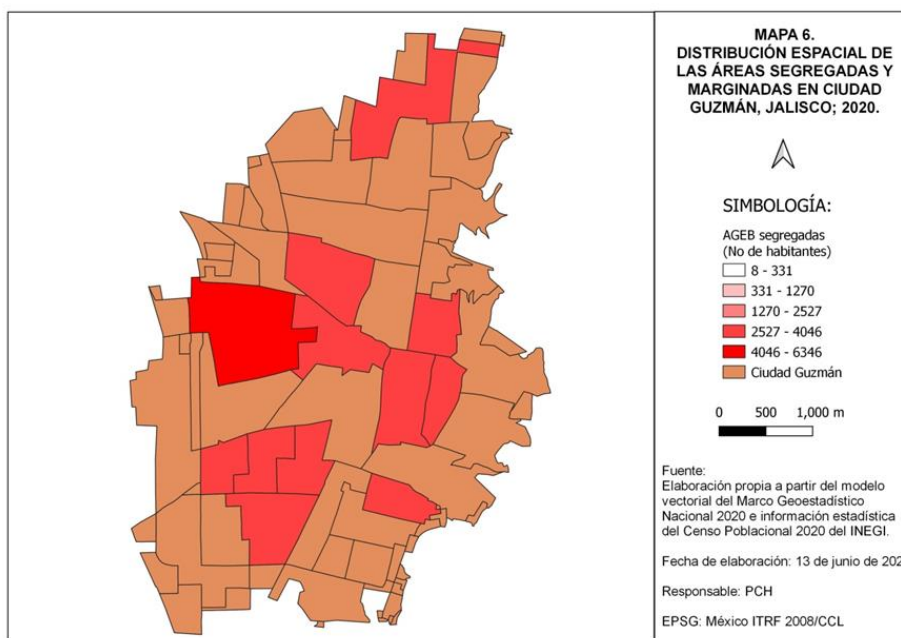 MAPA 6.
DISTRIBUCIÓN ESPACIAL DE
LAS ÁREAS SEGREGADAS Y
MARGINADAS EN CIUDAD
GUZMÁN, JALISCO; 2020.
SIMBOLOGÍA:
AGEB segregadas
(No de habitantes)
8 - 331
331 - 1270
1270 - 2527
2527 - 4046
4046 - 6346
Ciudad Guzmán
0 500 1,000 m
Fuente:
Elaboración propia a partir del modelo
vectorial del Marco Geoestadístico
Nacional 2020 e información estadística
del Censo Poblacional 2020 del INEGI.
Fecha de elaboración: 13 de junio de 202
Responsable: PCH
EPSG: México ITRF 2008/CCL